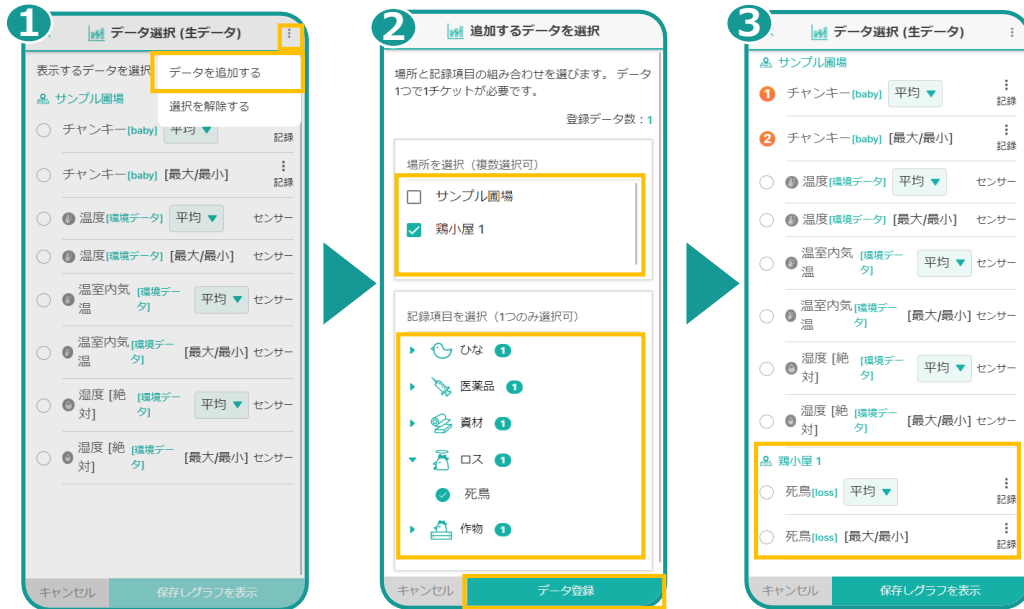 1
データ選択 (生データ)
表示するデータを選択
データを追加する
選択を解除する
サンプル圃場
チャンキー[baby] 平均 ▼ 記録
チャンキー[baby] [最大/最小] 記録
温度[環境データ] 平均 ▼ センサー
温度[環境データ] [最大/最小] センサー
温室内気温 [環境データ] 平均 ▼ センサー
温室内気温 [環境データ] [最大/最小] センサー
湿度 [絶対] [環境データ] 平均 ▼ センサー
湿度 [絶対] [環境データ] [最大/最小] センサー
キャンセル 保存しグラフを表示
2
追加するデータを選択
場所と記録項目の組み合わせを選びます。 データ
1つで1チケットが必要です。
登録データ数：1
場所を選択（複数選択可）
サンプル圃場
鶏小屋 1
記録項目を選択（1つのみ選択可）
ひな 1
医薬品 1
資材 1
ロス 1
死鳥
作物 1
キャンセル データ登録
3
データ選択 (生データ)
サンプル圃場
1 チャンキー[baby] 平均 ▼ 記録
2 チャンキー[baby] [最大/最小] 記録
温度[環境データ] 平均 ▼ センサー
温度[環境データ] [最大/最小] センサー
温室内気温 [環境データ] 平均 ▼ センサー
温室内気温 [環境データ] [最大/最小] センサー
湿度 [絶対] [環境データ] 平均 ▼ センサー
湿度 [絶対] [環境データ] [最大/最小] センサー
鶏小屋 1
死鳥[loss] 平均 ▼ 記録
死鳥[loss] [最大/最小] 記録
キャンセル 保存しグラフを表示